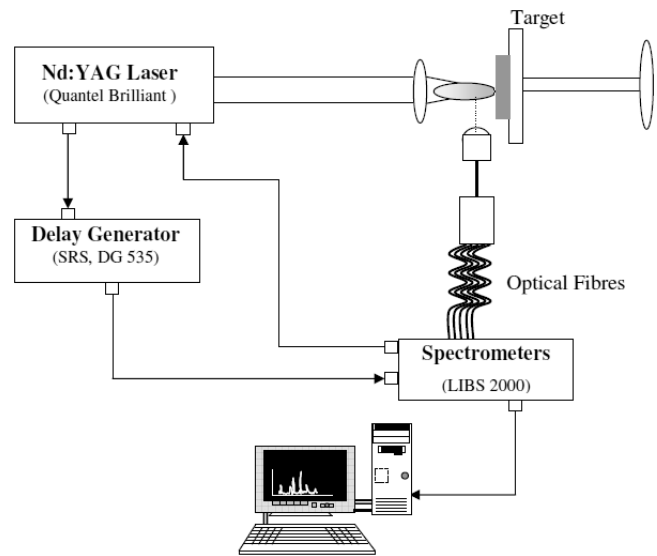 Target
Nd:YAG Laser
(Quantel Brilliant )
Delay Generator
(SRS, DG 535)
Optical Fibres
Spectrometers
(LIBS 2000)